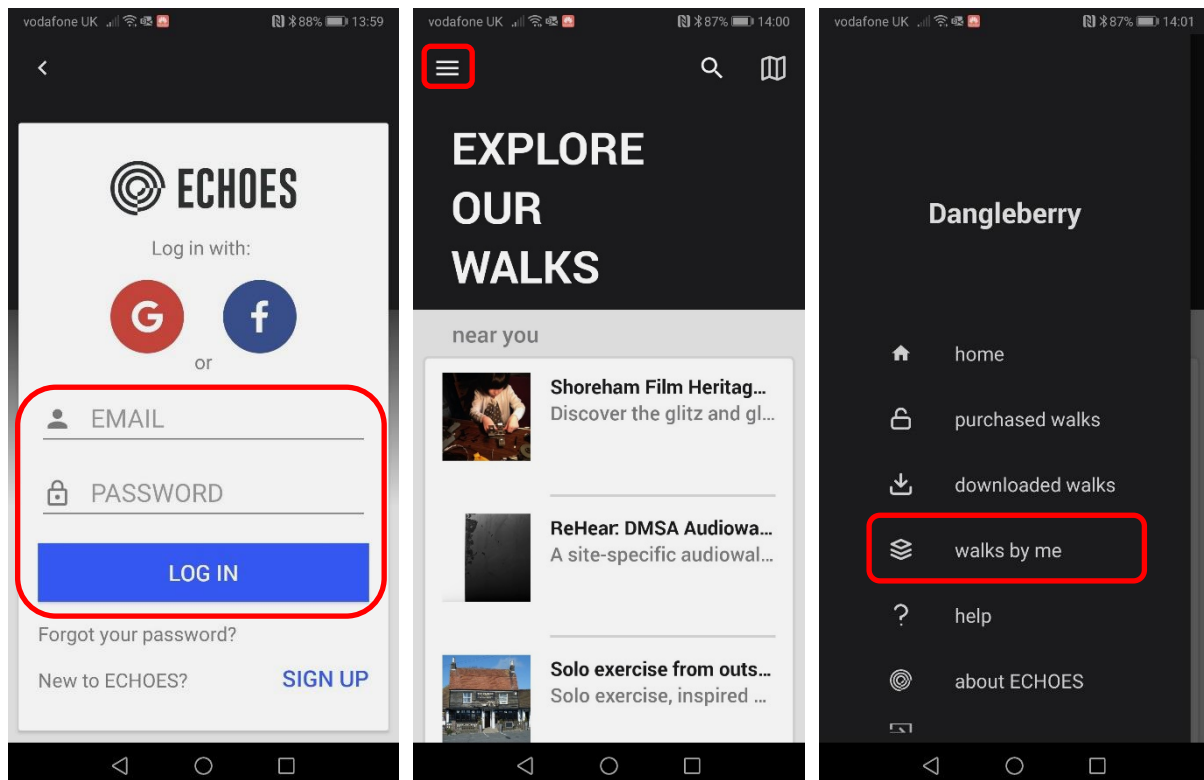 vodafone UK 88% 13:59
ECHOES
Log in with:
G f
or
EMAIL
PASSWORD
LOG IN
Forgot your password?
New to ECHOES? SIGN UP
vodafone UK 87% 14:00
EXPLORE
OUR
WALKS
near you
Shoreham Film Heritag...
Discover the glitz and gl...
ReHear: DMSA Audiowa...
A site-specific audiowal...
Solo exercise from outs...
Solo exercise, inspired ...
vodafone UK 87% 14:01
Dangleberry
home
purchased walks
downloaded walks
walks by me
? help
about ECHOES